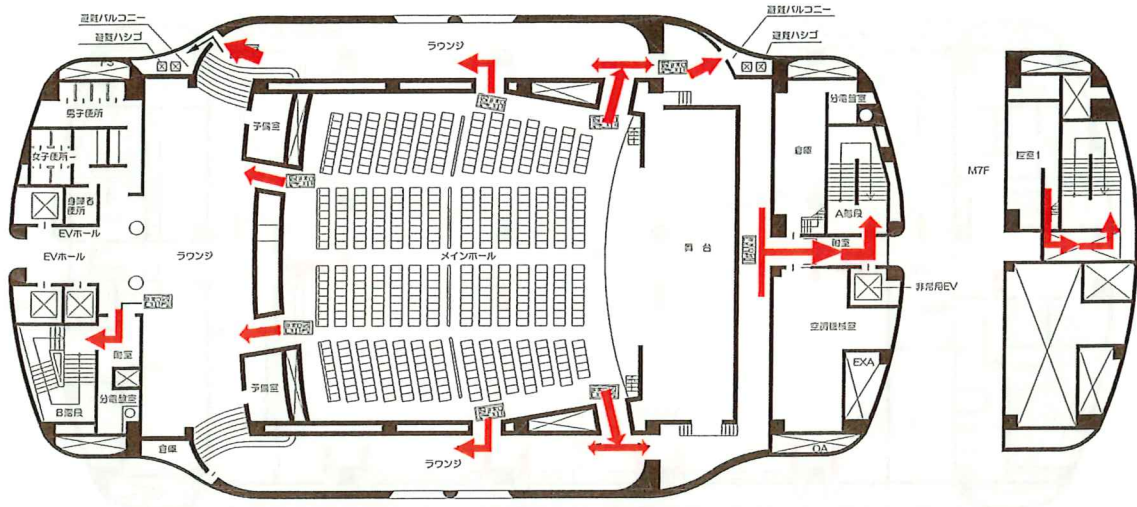 避難バルコニー
避難ハシゴ
ラウンジ
避難バルコニー
避難ハシゴ
PS
男子便所
女子便所
身障者
便所
EVホール
EVホール
ラウンジ
予備室
メインホール
舞台
予備室
附室
分電盤室
B階段
倉庫
ラウンジ
分電盤室
倉庫
A階段
附室
非常用EV
空調機械室
EXA
OA
M7F
控室1